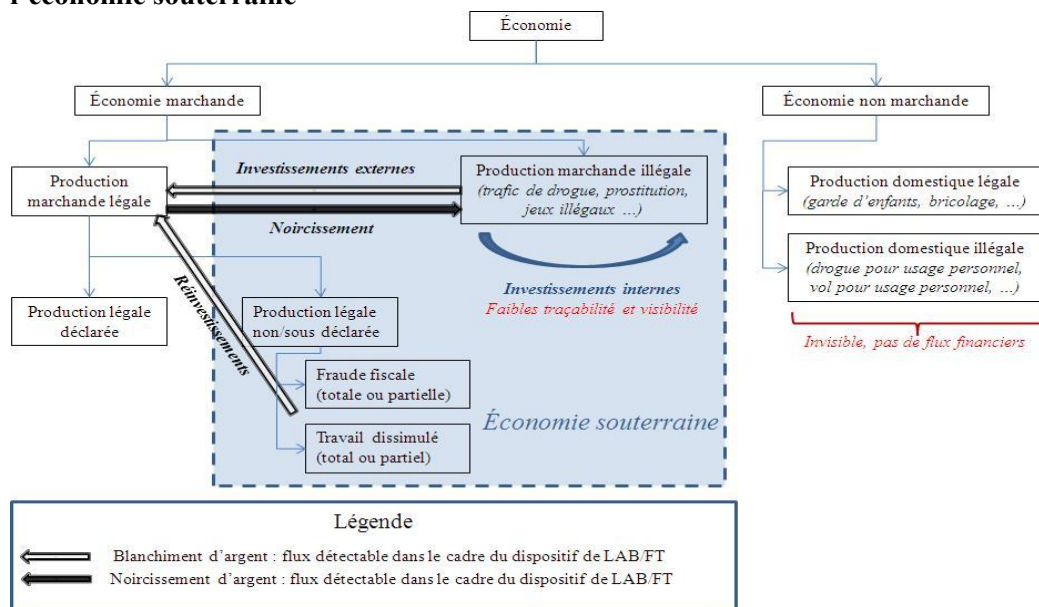 l'économie souterraine
Économie
Économie marchande
Économie non marchande
Production
marchande légale
Investissements externes
Noircissement
Production marchande illégale
(trafic de drogue, prostitution,
jeux illégaux ...)
Production domestique légale
(garde d'enfants, bricolage, ...)
Production domestique illégale
(drogue pour usage personnel,
vol pour usage personnel, ...)
Investissements internes
Faibles traçabilité et visibilité
Invisible, pas de flux financiers
Réinvestissements
Production légale
déclarée
Production légale
non/sous déclarée
Fraude fiscale
(totale ou partielle)
Travail dissimulé
(total ou partiel)
Économie souterraine
Légende
Blanchiment d'argent : flux détectable dans le cadre du dispositif de LAB/FT
Noircissement d'argent : flux détectable dans le cadre du dispositif de LAB/FT